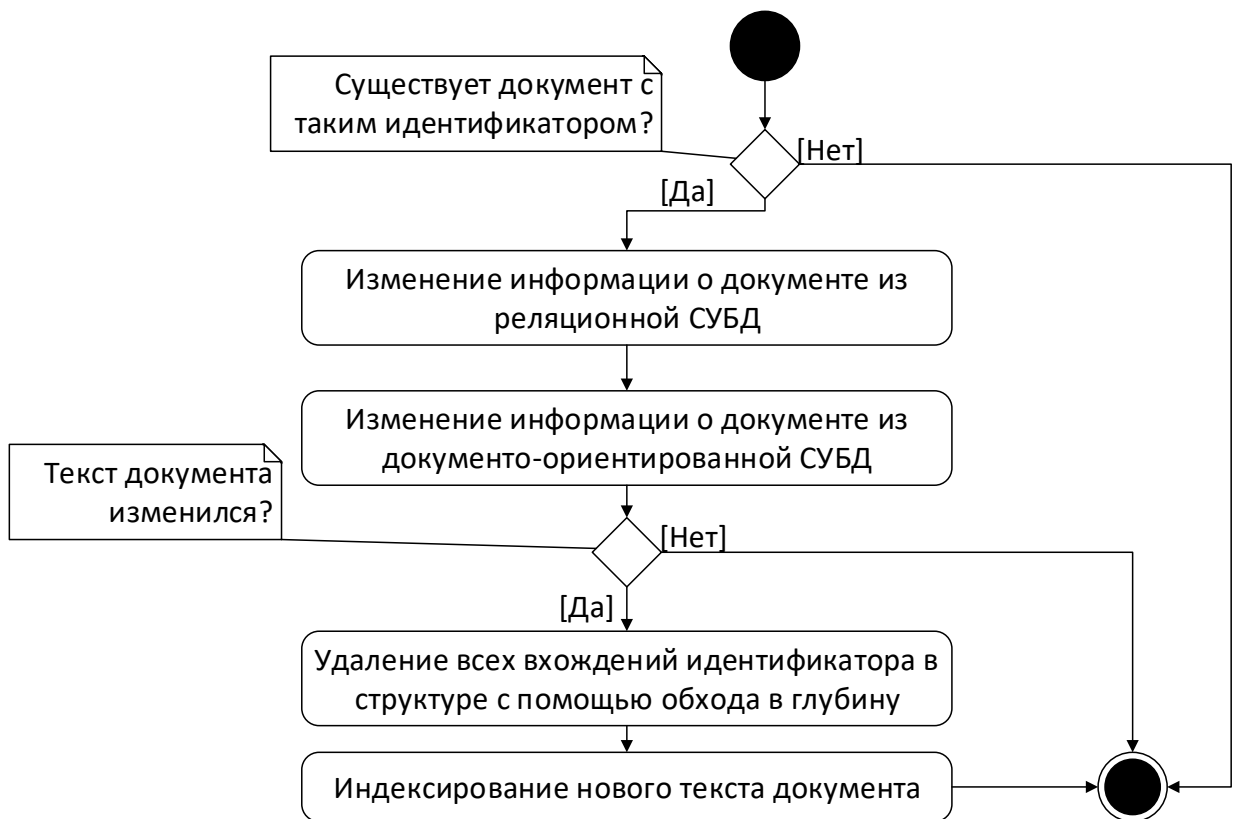 Существует документ с
таким идентификатором?
[Нет]
[Да]
Изменение информации о документе из
реляционной СУБД
Изменение информации о документе из
документо-ориентированной СУБД
Текст документа
изменился?
[Нет]
[Да]
Удаление всех вхождений идентификатора в
структуре с помощью обхода в глубину
Индексирование нового текста документа